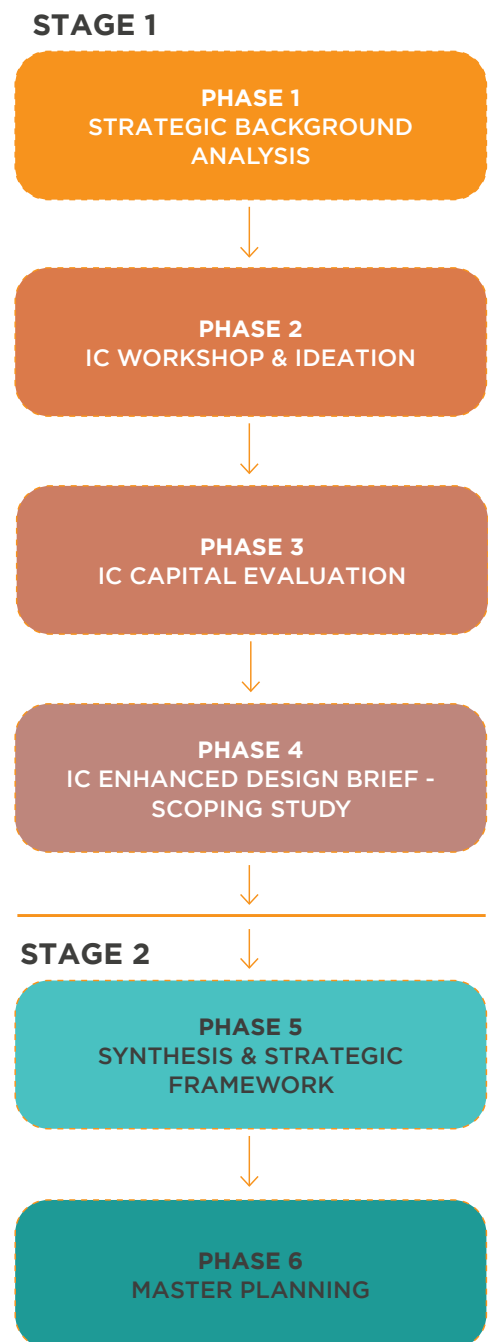 STAGE 1
PHASE 1
STRATEGIC BACKGROUND
ANALYSIS
PHASE 2
IC WORKSHOP & IDEATION
PHASE 3
IC CAPITAL EVALUATION
PHASE 4
IC ENHANCED DESIGN BRIEF -
SCOPING STUDY
STAGE 2
PHASE 5
SYNTHESIS & STRATEGIC
FRAMEWORK
PHASE 6
MASTER PLANNING